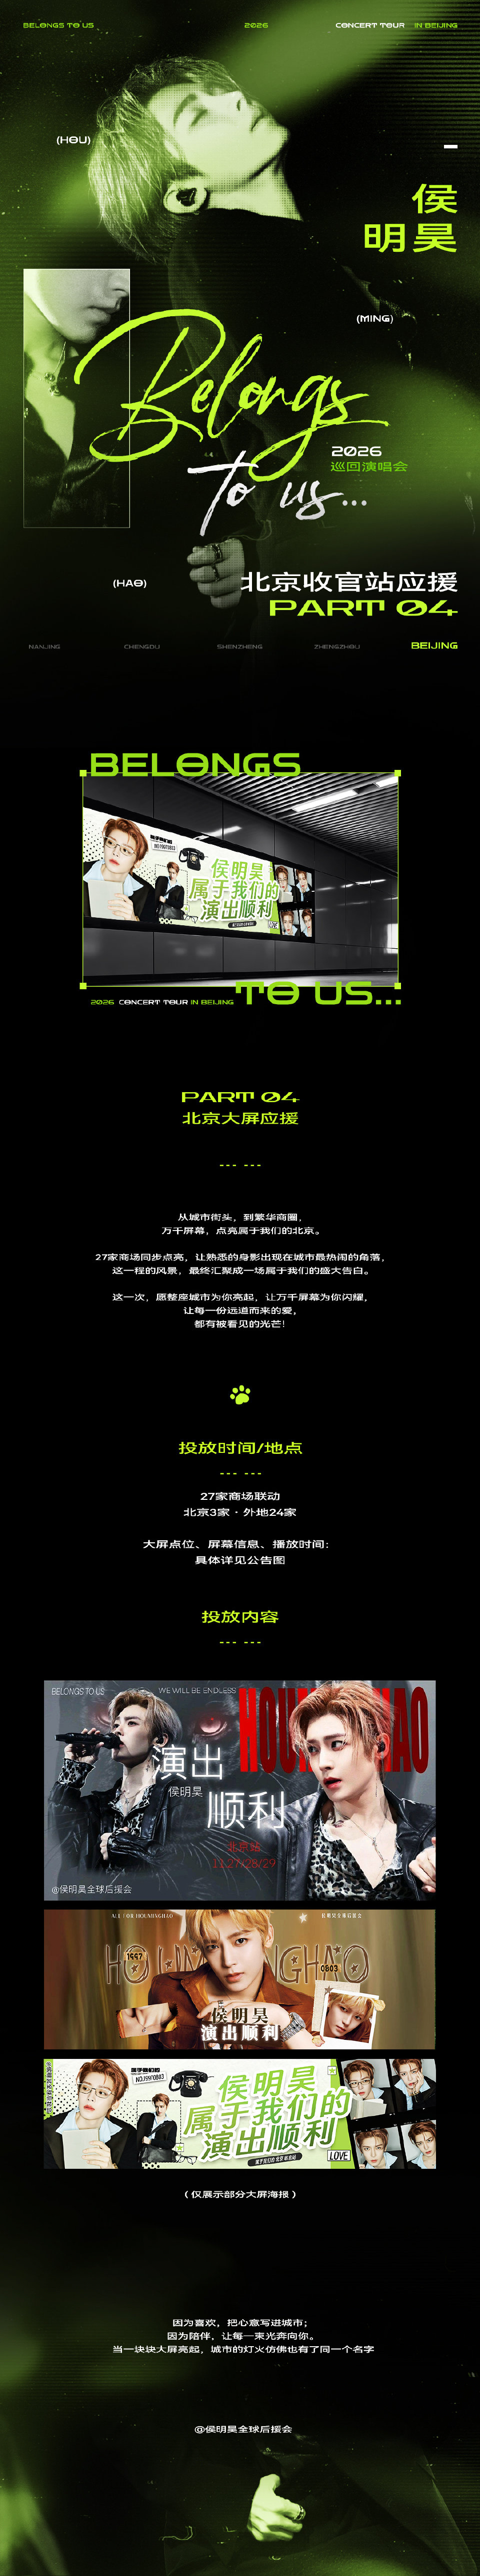 BELONGS TO US
2026
CONCERT TOUR IN BEIJING
(HOU)
侯
明昊
(MING)
Belongs
to us...
2026
巡回演唱会
(HAO)
北京收官站应援
PART 04
NANJING CHENGDU SHENZHENG ZHENGZHOU BEIJING
BELONGS
侯明昊
属于我们的
演出顺利
2026 CONCERT TOUR IN BEIJING
TO US...
PART 04
北京大屏应援
--- ---
从城市街头，到繁华商圈，
万千屏幕，点亮属于我们的北京。
27家商场同步点亮，让熟悉的身影出现在城市最热闹的角落，
这一程的风景，最终汇聚成一场属于我们的盛大告白。
这一次，愿整座城市为你亮起，让万千屏幕为你闪耀，
让每一份远道而来的爱，
都有被看见的光芒！
投放时间/地点
--- ---
27家商场联动
北京3家·外地24家
大屏点位、屏幕信息、播放时间：
具体详见公告图
投放内容
--- ---
BELONGS TO US
WE WILL BE ENDLESS
演出
侯明昊
顺利
北京站
11.27/28/29
@侯明昊全球后援会
1997
0803
侯明昊
演出顺利
属于我们的
NO.19970803
侯明昊
属于我们的
演出顺利
LOVE
（仅展示部分大屏海报）
因为喜欢，把心意写进城市；
因为陪伴，让每一束光奔向你。
当一块块大屏亮起，城市的灯火仿佛也有了同一个名字
@侯明昊全球后援会